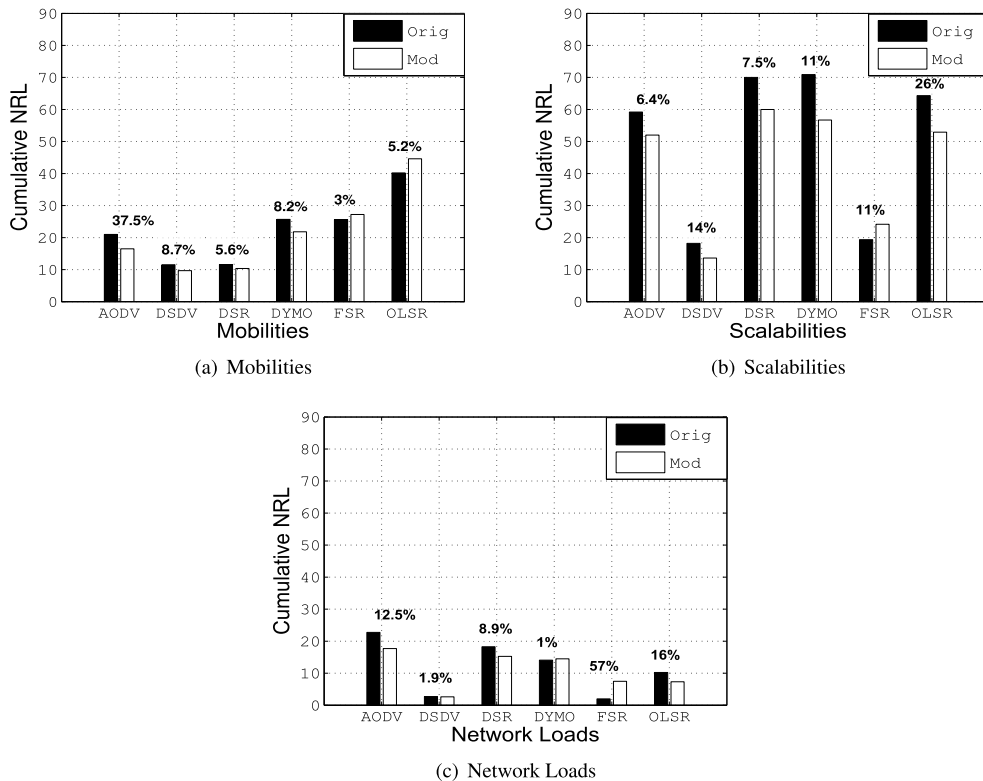 Cumulative NRL
90
80
70
60
50
40
30
20
10
0
Orig
Mod
37.5%
8.7%
5.6%
8.2%
3%
5.2%
AODV DSDV DSR DYMO FSR OLSR
Mobilities
(a) Mobilities
Cumulative NRL
90
80
70
60
50
40
30
20
10
0
Orig
Mod
6.4%
14%
7.5%
11%
11%
26%
AODV DSDV DSR DYMO FSR OLSR
Scalabilities
(b) Scalabilities
Cumulative NRL
90
80
70
60
50
40
30
20
10
0
Orig
Mod
12.5%
1.9%
8.9%
1%
57%
16%
AODV DSDV DSR DYMO FSR OLSR
Network Loads
(c) Network Loads